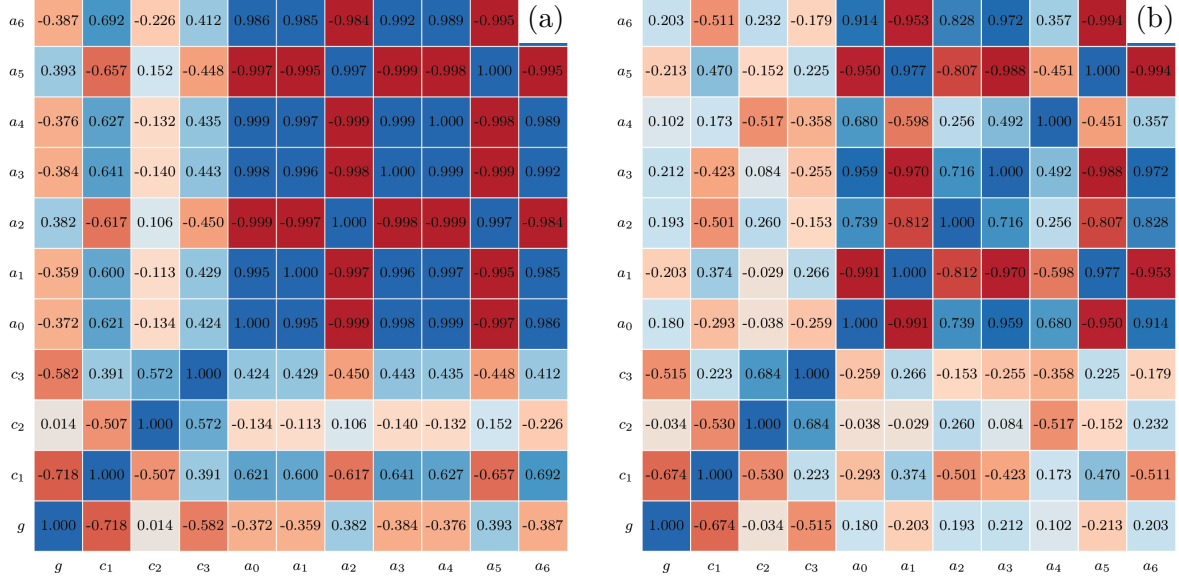 (a)
a6 -0.387 0.692 -0.226 0.412 0.986 0.985 -0.984 0.992 0.989 -0.995
a5 0.393 -0.657 0.152 -0.448 -0.997 -0.995 0.997 -0.999 -0.998 1.000 -0.995
a4 -0.376 0.627 -0.132 0.435 0.999 0.997 -0.999 0.999 1.000 -0.998 0.989
a3 -0.384 0.641 -0.140 0.443 0.998 0.996 -0.998 1.000 0.999 -0.999 0.992
a2 0.382 -0.617 0.106 -0.450 -0.999 -0.997 1.000 -0.998 -0.999 0.997 -0.984
a1 -0.359 0.600 -0.113 0.429 0.995 1.000 -0.997 0.996 0.997 -0.995 0.985
a0 -0.372 0.621 -0.134 0.424 1.000 0.995 -0.999 0.998 0.999 -0.997 0.986
c3 -0.582 0.391 0.572 1.000 0.424 0.429 -0.450 0.443 0.435 -0.448 0.412
c2 0.014 -0.507 1.000 0.572 -0.134 -0.113 0.106 -0.140 -0.132 0.152 -0.226
c1 -0.718 1.000 -0.507 0.391 0.621 0.600 -0.617 0.641 0.627 -0.657 0.692
g 1.000 -0.718 0.014 -0.582 -0.372 -0.359 0.382 -0.384 -0.376 0.393 -0.387
g c1 c2 c3 a0 a1 a2 a3 a4 a5 a6
(b)
a6 0.203 -0.511 0.232 -0.179 0.914 -0.953 0.828 0.972 0.357 -0.994
a5 -0.213 0.470 -0.152 0.225 -0.950 0.977 -0.807 -0.988 -0.451 1.000 -0.994
a4 0.102 0.173 -0.517 -0.358 0.680 -0.598 0.256 0.492 1.000 -0.451 0.357
a3 0.212 -0.423 0.084 -0.255 0.959 -0.970 0.716 1.000 0.492 -0.988 0.972
a2 0.193 -0.501 0.260 -0.153 0.739 -0.812 1.000 0.716 0.256 -0.807 0.828
a1 -0.203 0.374 -0.029 0.266 -0.991 1.000 -0.812 -0.970 -0.598 0.977 -0.953
a0 0.180 -0.293 -0.038 -0.259 1.000 -0.991 0.739 0.959 0.680 -0.950 0.914
c3 -0.515 0.223 0.684 1.000 -0.259 0.266 -0.153 -0.255 -0.358 0.225 -0.179
c2 -0.034 -0.530 1.000 0.684 -0.038 -0.029 0.260 0.084 -0.517 -0.152 0.232
c1 -0.674 1.000 -0.530 0.223 -0.293 0.374 -0.501 -0.423 0.173 0.470 -0.511
g 1.000 -0.674 -0.034 -0.515 0.180 -0.203 0.193 0.212 0.102 -0.213 0.203
g c1 c2 c3 a0 a1 a2 a3 a4 a5 a6